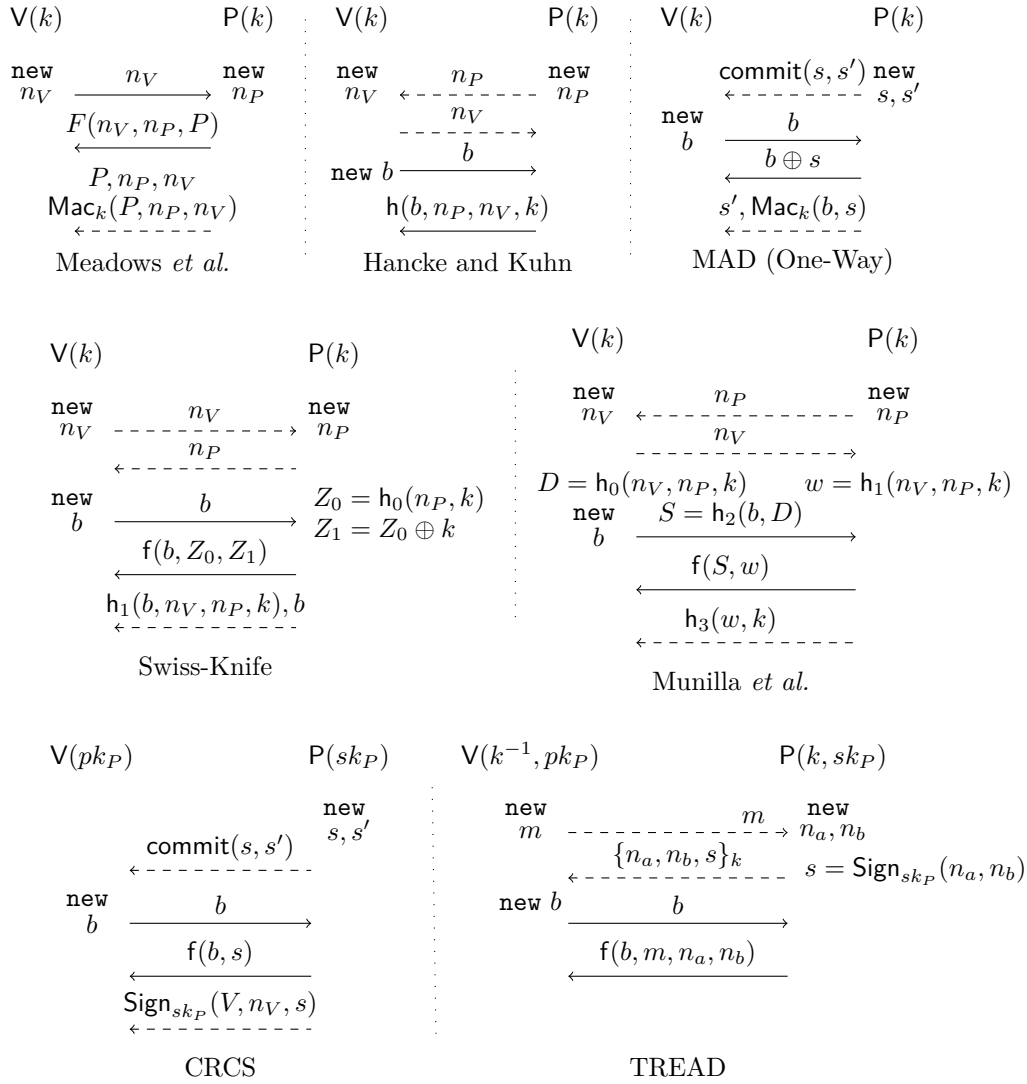 V(k) P(k)
new n_V
n_V
new n_P
F(n_V, n_P, P)
P, n_P, n_V
Mac_k(P, n_P, n_V)
Meadows et al.
V(k) P(k)
new n_V
n_P
new n_P
n_V
new b
b
h(b, n_P, n_V, k)
Hancke and Kuhn
V(k) P(k)
commit(s, s′)
new s, s′
new b
b
b ⊕ s
s′, Mac_k(b, s)
MAD (One-Way)
V(k) P(k)
new n_V
n_V
new n_P
n_P
new b
b
Z_0 = h_0(n_P, k)
Z_1 = Z_0 ⊕ k
f(b, Z_0, Z_1)
h_1(b, n_V, n_P, k), b
Swiss-Knife
V(k) P(k)
new n_V
n_P
new n_P
n_V
D = h_0(n_V, n_P, k)
w = h_1(n_V, n_P, k)
new b
S = h_2(b, D)
f(S, w)
h_3(w, k)
Munilla et al.
V(pk_P) P(sk_P)
new s, s′
commit(s, s′)
new b
b
f(b, s)
Sign_{sk_P}(V, n_V, s)
CRCS
V(k^{-1}, pk_P) P(k, sk_P)
new m
m
new n_a, n_b
{n_a, n_b, s}_k
s = Sign_{sk_P}(n_a, n_b)
new b
b
f(b, m, n_a, n_b)
TREAD